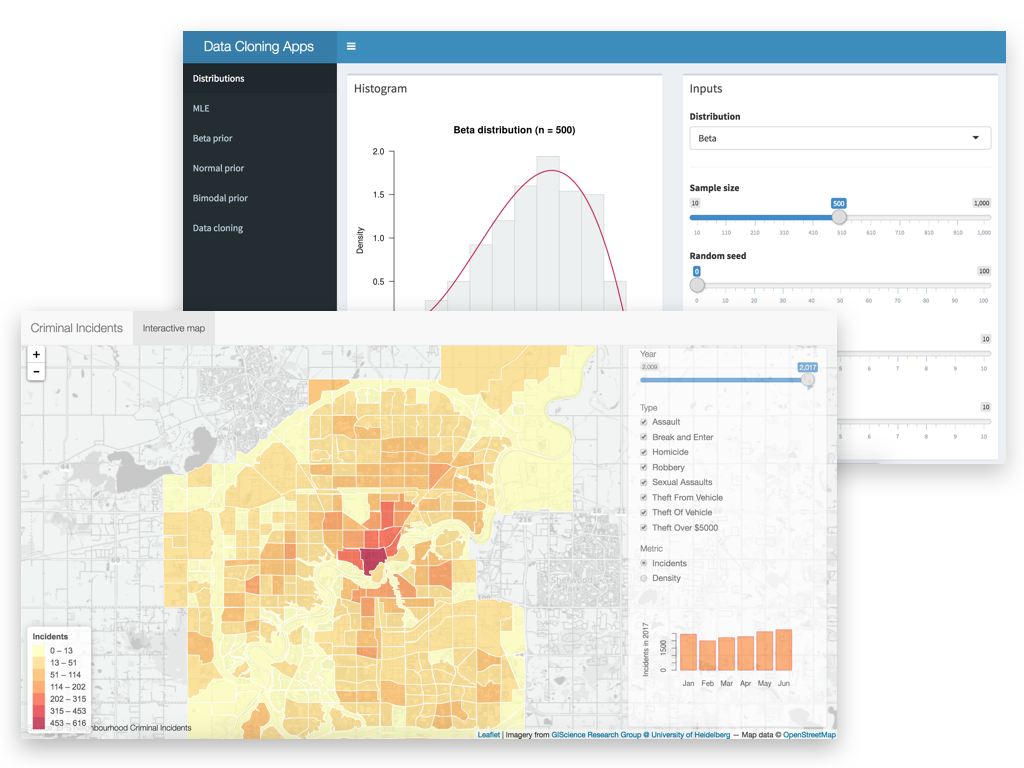 Data Cloning Apps
Distributions
MLE
Beta prior
Normal prior
Bimodal prior
Data cloning
Histogram
Beta distribution (n = 500)
Density
2.0
1.5
1.0
0.5
Inputs
Distribution
Beta
Sample size
10 500 1,000
10 110 210 310 410 510 610 710 810 910 1,000
Random seed
0 100
0 10 20 30 40 50 60 70 80 90 100
10
5 6 7 8 9 10
10
5 6 7 8 9 10
Criminal Incidents
Interactive map
+
−
Year
2,009 2,017
Type
Assault
Break and Enter
Homicide
Robbery
Sexual Assaults
Theft From Vehicle
Theft Of Vehicle
Theft Over $5000
Metric
Incidents
Density
Incidents in 2017
1500
0
Jan Feb Mar Apr May Jun
216
16
Incidents
0 – 13
13 – 51
51 – 114
114 – 202
202 – 315
315 – 453
453 – 616
bourhood Criminal Incidents
Leaflet | Imagery from GIScience Research Group @ University of Heidelberg — Map data © OpenStreetMap